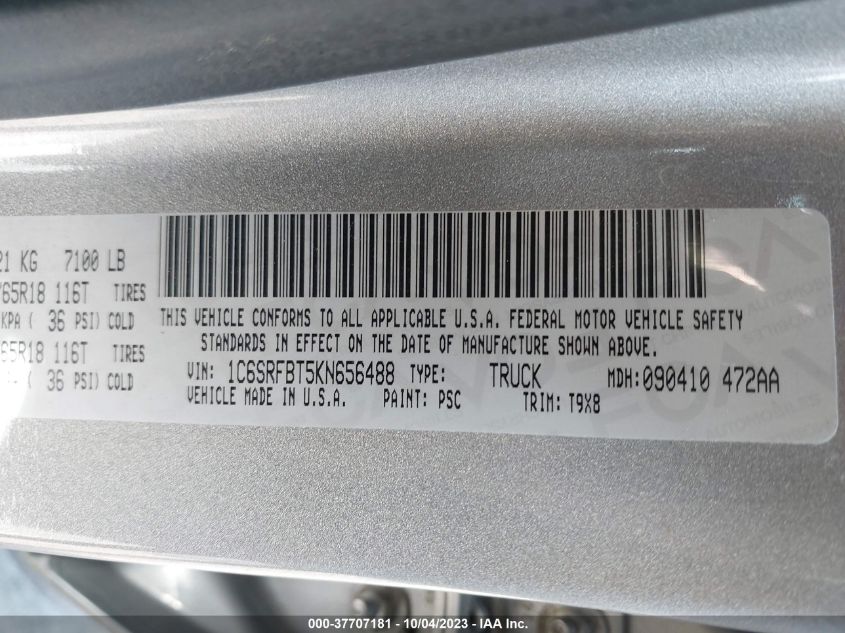 21 KG 7100 LB
65R18 116T TIRES
KPA ( 36 PSI) COLD
65R18 116T TIRES
( 36 PSI) COLD
THIS VEHICLE CONFORMS TO ALL APPLICABLE U.S.A. FEDERAL MOTOR VEHICLE SAFETY
STANDARDS IN EFFECT ON THE DATE OF MANUFACTURE SHOWN ABOVE.
VIN: 1C6SRFBT5KN656488 TYPE: TRUCK MDH: 090410 472AA
VEHICLE MADE IN U.S.A. PAINT: PSC TRIM: T9X8
000-37707181 - 10/04/2023 - IAA Inc.